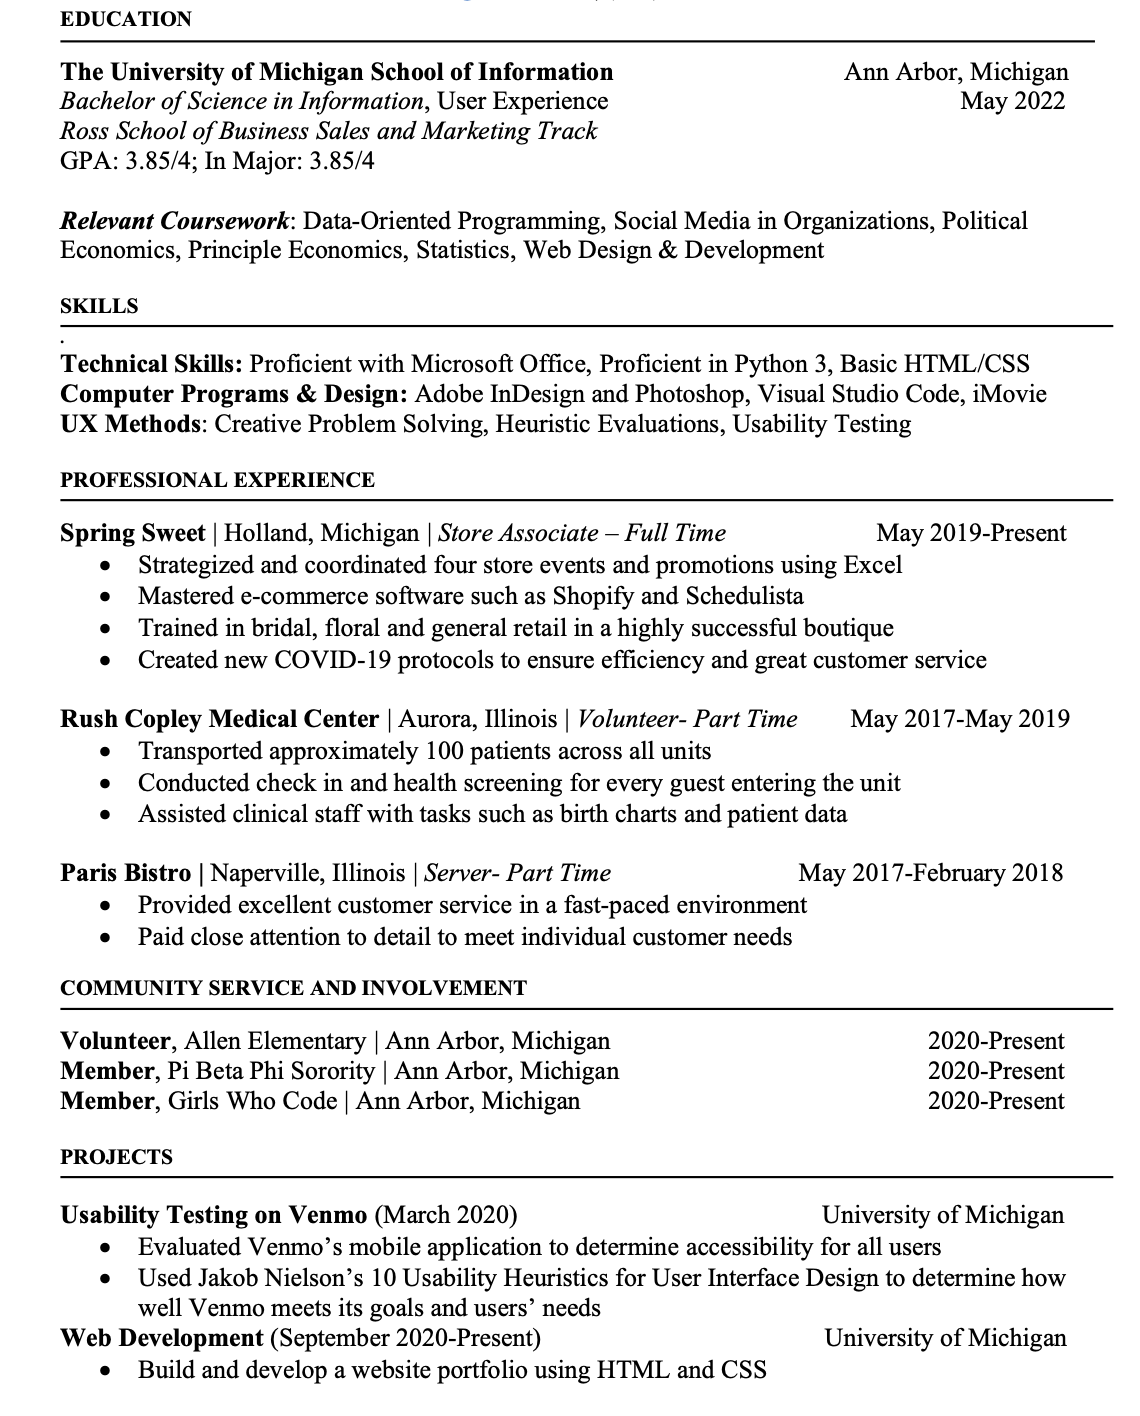 EDUCATION
The University of Michigan School of Information Ann Arbor, Michigan
Bachelor of Science in Information, User Experience May 2022
Ross School of Business Sales and Marketing Track
GPA: 3.85/4; In Major: 3.85/4
Relevant Coursework: Data-Oriented Programming, Social Media in Organizations, Political
Economics, Principle Economics, Statistics, Web Design & Development
SKILLS
.
Technical Skills: Proficient with Microsoft Office, Proficient in Python 3, Basic HTML/CSS
Computer Programs & Design: Adobe InDesign and Photoshop, Visual Studio Code, iMovie
UX Methods: Creative Problem Solving, Heuristic Evaluations, Usability Testing
PROFESSIONAL EXPERIENCE
Spring Sweet | Holland, Michigan | Store Associate – Full Time May 2019-Present
• Strategized and coordinated four store events and promotions using Excel
• Mastered e-commerce software such as Shopify and Schedulista
• Trained in bridal, floral and general retail in a highly successful boutique
• Created new COVID-19 protocols to ensure efficiency and great customer service
Rush Copley Medical Center | Aurora, Illinois | Volunteer- Part Time May 2017-May 2019
• Transported approximately 100 patients across all units
• Conducted check in and health screening for every guest entering the unit
• Assisted clinical staff with tasks such as birth charts and patient data
Paris Bistro | Naperville, Illinois | Server- Part Time May 2017-February 2018
• Provided excellent customer service in a fast-paced environment
• Paid close attention to detail to meet individual customer needs
COMMUNITY SERVICE AND INVOLVEMENT
Volunteer, Allen Elementary | Ann Arbor, Michigan 2020-Present
Member, Pi Beta Phi Sorority | Ann Arbor, Michigan 2020-Present
Member, Girls Who Code | Ann Arbor, Michigan 2020-Present
PROJECTS
Usability Testing on Venmo (March 2020) University of Michigan
• Evaluated Venmo’s mobile application to determine accessibility for all users
• Used Jakob Nielson’s 10 Usability Heuristics for User Interface Design to determine how
well Venmo meets its goals and users’ needs
Web Development (September 2020-Present) University of Michigan
• Build and develop a website portfolio using HTML and CSS